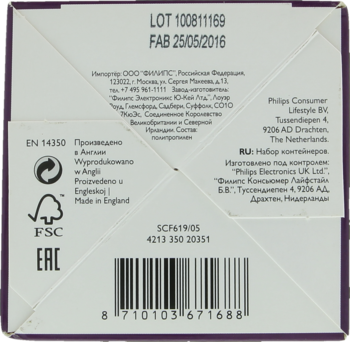 LOT 100811169
FAB 25/05/2016
Импортёр: ООО "ФИЛИПС", Российская Федерация,
123022, г. Москва, ул. Сергея Макеева, д.13,
тел. +7 495 961-1111 Завод-изготовитель:
"Филипс Электроникс Ю-Кей Лтд", Лоуэр
Роуд, Глемсфорд, Садбери, Суффолк, СО10
7КюЭс, Соединенное Королевство
Великобритании и Северной
Ирландии. Состав:
полипропилен
Philips Consumer
Lifestyle BV,
Tussendiepen 4,
9206 AD Drachten,
The Netherlands.
RU: Набор контейнеров.
Изготовлено под контролем:
"Philips Electronics UK Ltd.",
"Филипс Консьюмер Лайфстайл
Б.В.", Туссендиепен 4, 9206 АД,
Драхтен, Нидерланды
EN 14350
Произведено
в Англии
Wyprodukowano
w Anglii
Proizvedeno u
Engleskoj
Made in England
FSC
EAC
SCF619/05
4213 350 20351
8 710103 671688